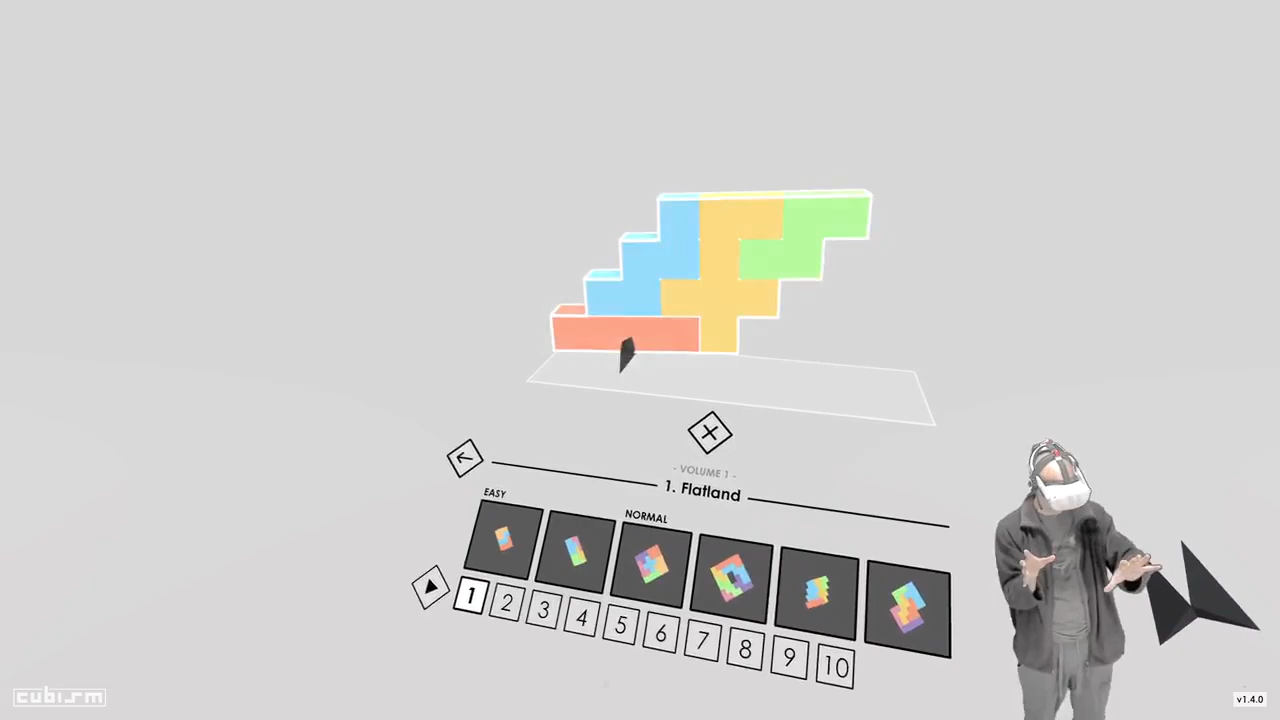 - VOLUME 1 -
1. Flatland
EASY
NORMAL
1 2 3 4 5 6 7 8 9 10
cubism
v1.4.0